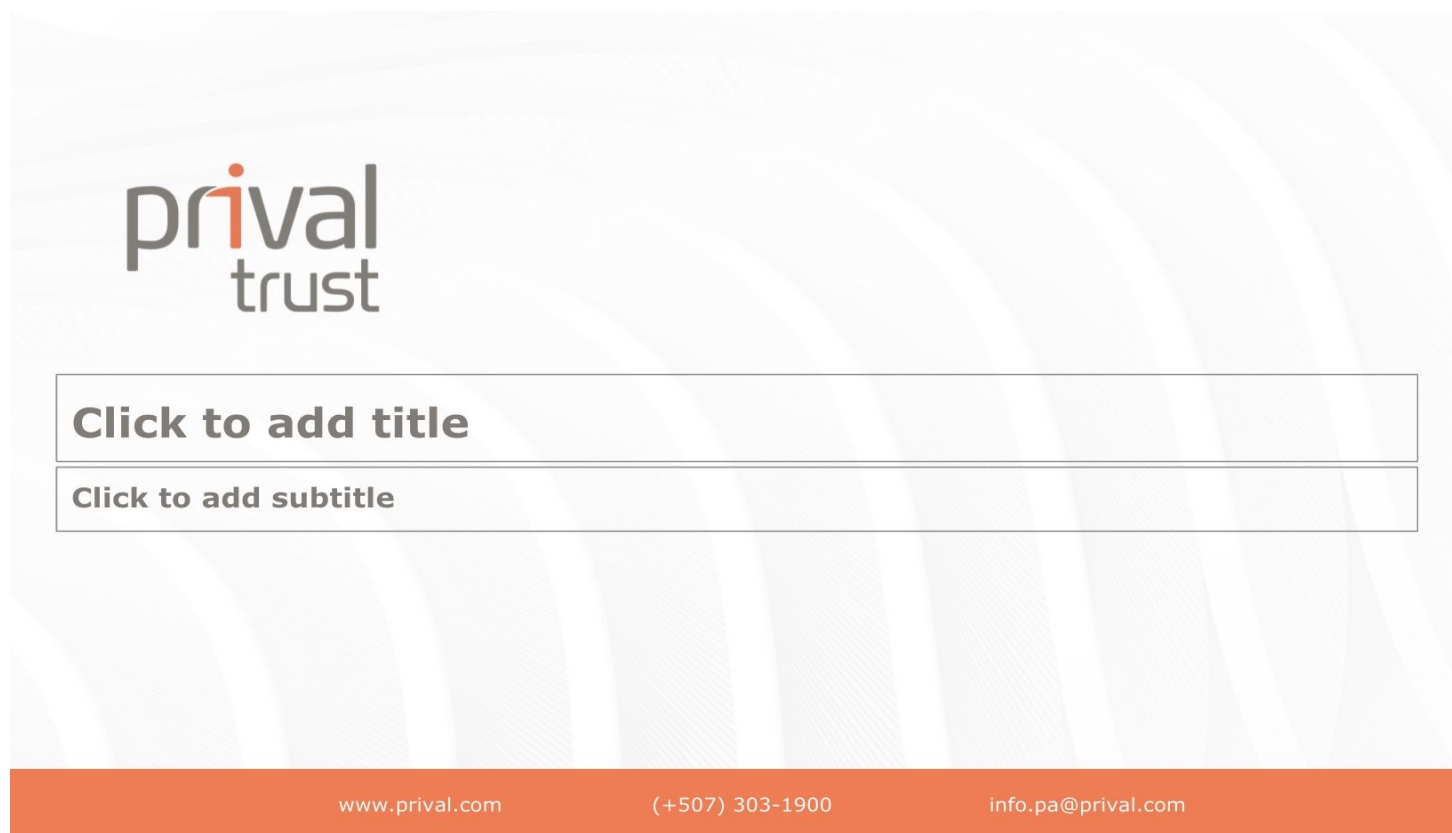 prival
trust
Click to add title
Click to add subtitle
www.prival.com (+507) 303-1900 info.pa@prival.com